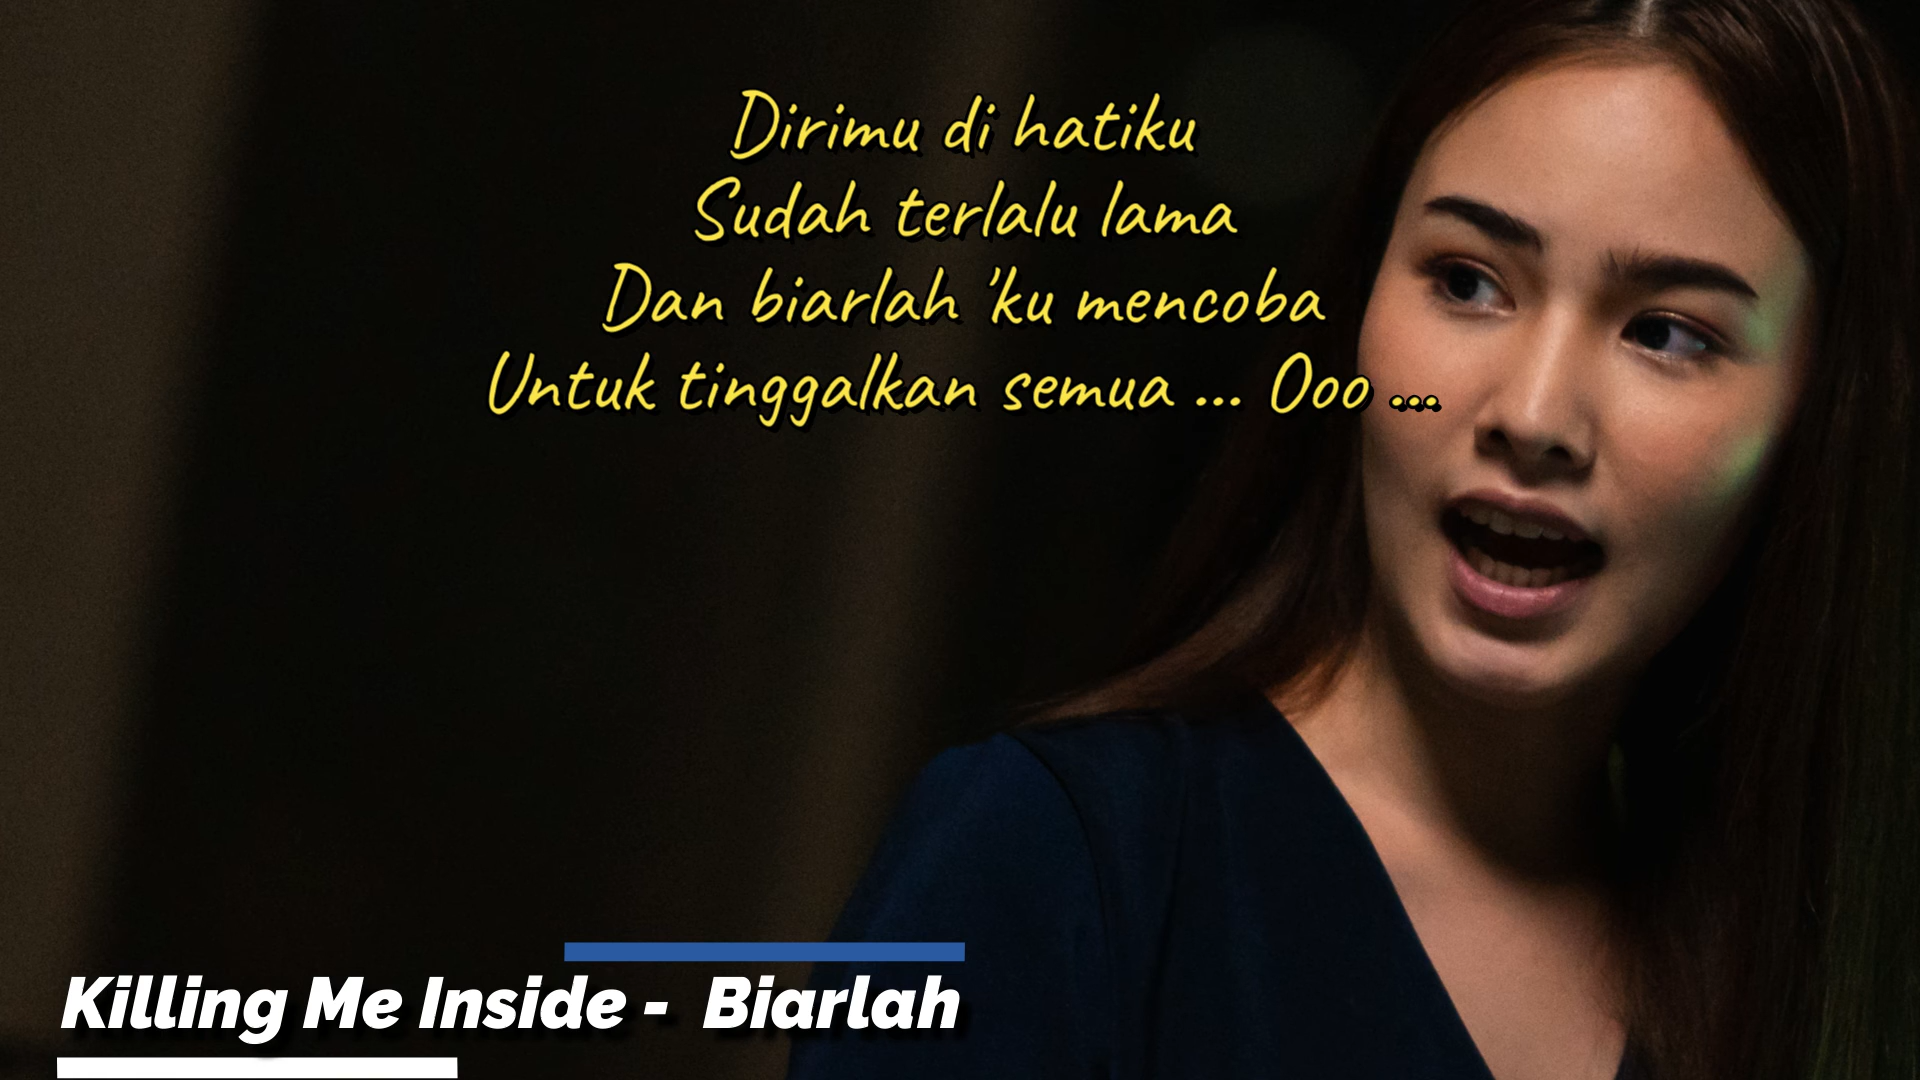 Dirimu di hatiku
Sudah terlalu lama
Dan biarlah 'ku mencoba
Untuk tinggalkan semua ... Ooo ...
Killing Me Inside - Biarlah